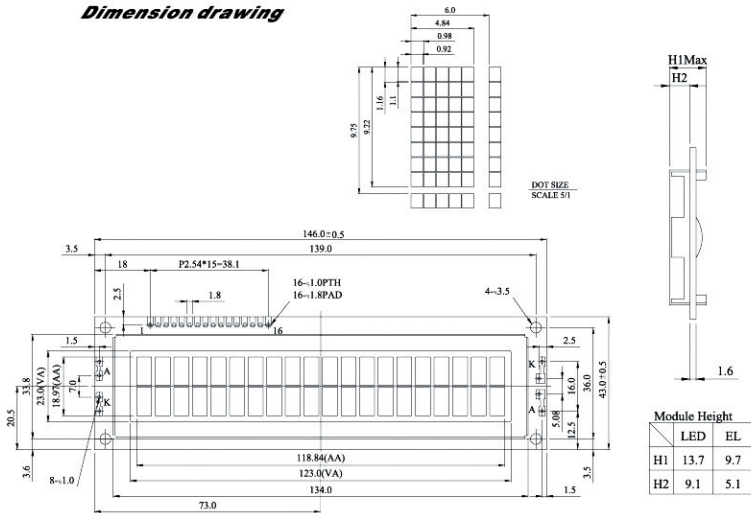 Dimension drawing
6.0
4.84
0.98
0.92
1.16
1.1
9.75
9.22
DOT SIZE
SCALE 5/1
H1Max
H2
1.6
146.0±0.5
3.5
139.0
18
P2.54*15=38.1
16-⌀1.0PTH
16-⌀1.8PAD
4-⌀3.5
2.5
1.8
1
16
1.5
2.5
A
K
K
A
33.8
23.0(VA)
18.97(AA)
7.0
20.5
3.6
8-⌀1.0
5.08
16.0
12.5
36.0
43.0±0.5
3.5
1.5
118.84(AA)
123.0(VA)
134.0
73.0
Module Height
LED EL
H1 13.7 9.7
H2 9.1 5.1